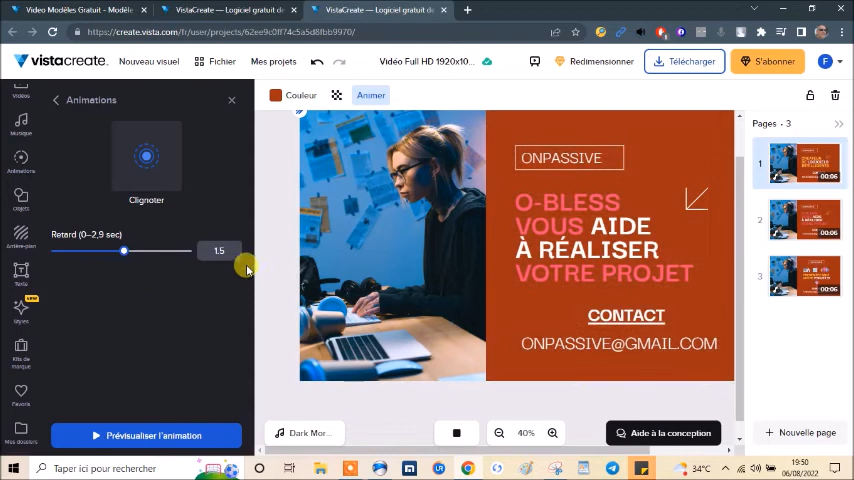 Video Modèles Gratuit - Modèle
VistaCreate — Logiciel gratuit de
VistaCreate — Logiciel gratuit de
https://create.vista.com/fr/user/projects/62ee9c0ff74c5a5d8fbb9970/
vistacreate.
Nouveau visuel
Fichier
Vidéo Full HD 1920x10...
Redimensionner
Télécharger
S'abonner
F
Vidéos
Musique
Animations
Objets
Arrière-plan
Texte
NEW
Styles
Kits de
marque
Favoris
Mes dossiers
Animations
Clignoter
Retard (0–2,9 sec)
1.5
Prévisualiser l'animation
Couleur
Animer
ONPASSIVE
O-BLESS
VOUS AIDE
À RÉALISER
VOTRE PROJET
CONTACT
ONPASSIVE@GMAIL.COM
Dark Mor...
40%
Aide à la conception
Pages • 3
1
00:06
2
00:06
3
00:06
Nouvelle page
Taper ici pour rechercher
34°C
19:50
06/08/2022